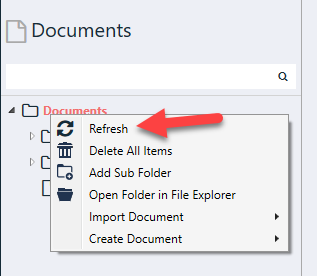 Documents
Documents
Refresh
Delete All Items
Add Sub Folder
Open Folder in File Explorer
Import Document
Create Document